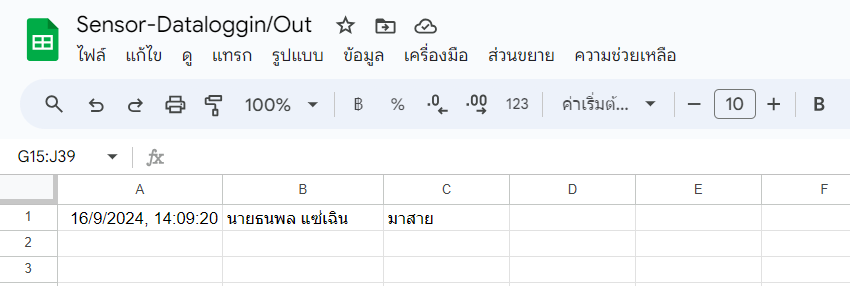 Sensor-Dataloggin/Out
ไฟล์ แก้ไข ดู แทรก รูปแบบ ข้อมูล เครื่องมือ ส่วนขยาย ความช่วยเหลือ
100% ฿ % .0 .00 123 ค่าเริ่มต้... 10 B
G15:J39 fx
A B C D E F
1 16/9/2024, 14:09:20 นายธนพล แซ่เฉิน มาสาย
2
3